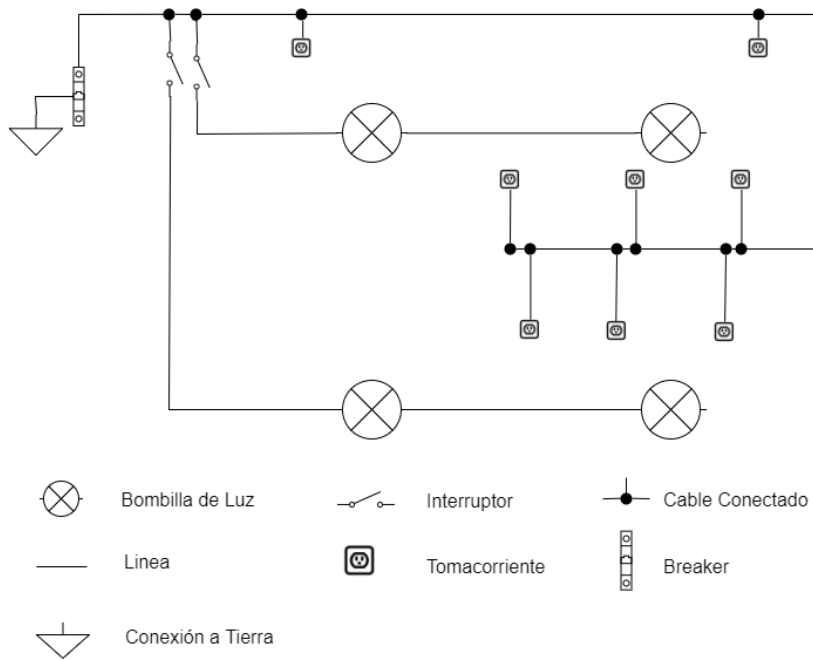 Bombilla de Luz
Interruptor
Cable Conectado
Linea
Tomacorriente
Breaker
Conexión a Tierra